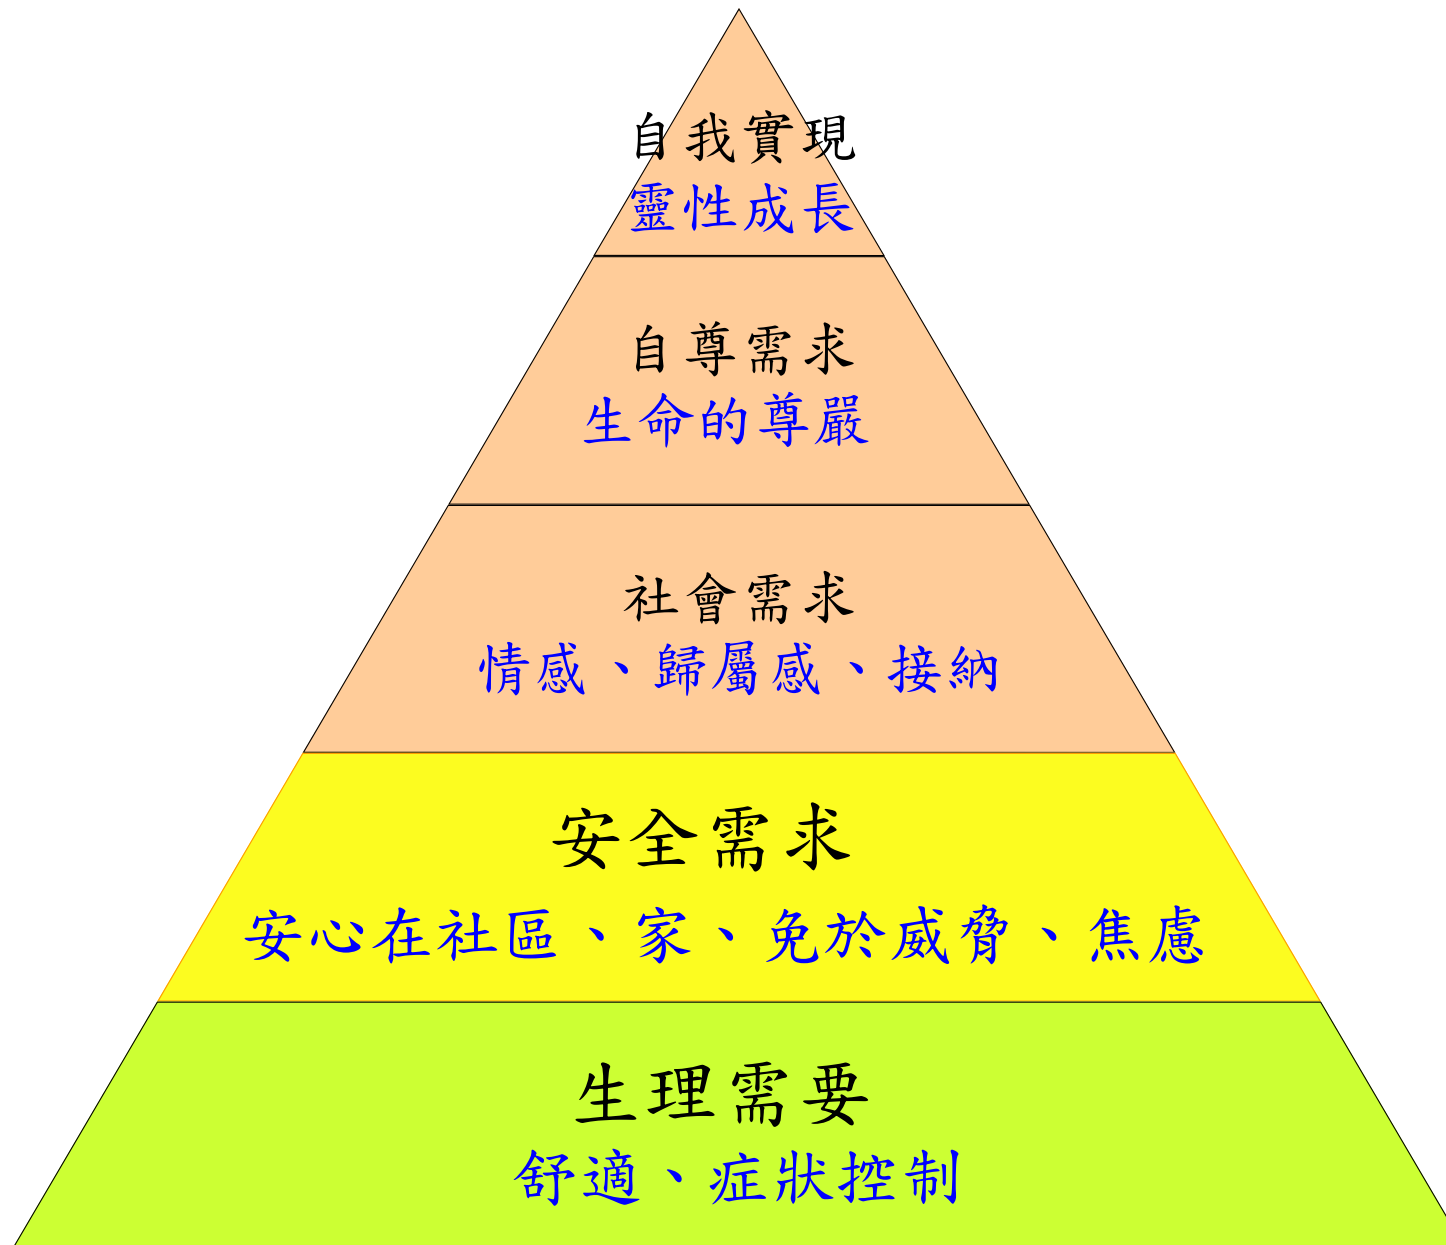 自我實現
靈性成長
自尊需求
生命的尊嚴
社會需求
情感、歸屬感、接納
安全需求
安心在社區、家、免於威脅、焦慮
生理需要
舒適、症狀控制